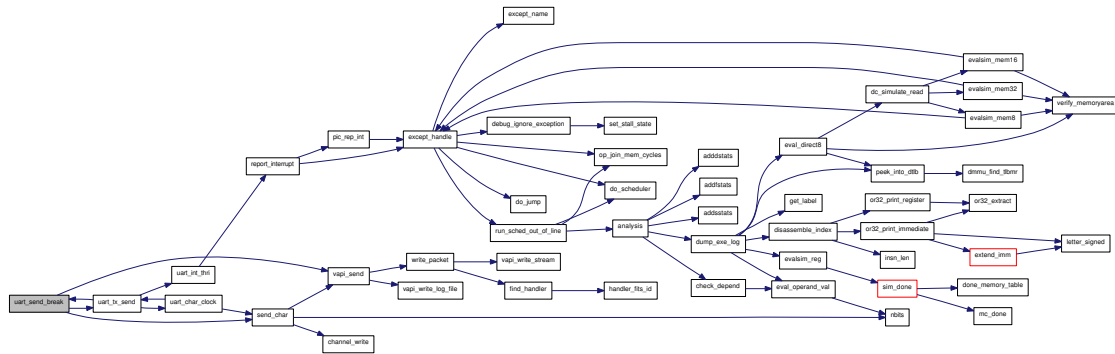 except_name
evalsim_mem16
dc_simulate_read
evalsim_mem32
verify_memoryarea
evalsim_mem8
debug_ignore_exception
set_stall_state
pic_rep_int
except_handle
eval_direct8
report_interrupt
op_join_mem_cycles
adddstats
peek_into_dtlb
dmmu_find_tlbmr
do_scheduler
addfstats
do_jump
get_label
or32_print_register
or32_extract
addsstats
run_sched_out_of_line
analysis
disassemble_index
or32_print_immediate
dump_exe_log
letter_signed
insn_len
extend_imm
get_label
write_packet
vapi_write_stream
evalsim_reg
uart_int_thri
vapi_send
check_depend
eval_operand_val
sim_done
done_memory_table
vapi_write_log_file
find_handler
handler_fits_id
uart_send_break
uart_tx_send
uart_char_clock
send_char
nbits
mc_done
channel_write